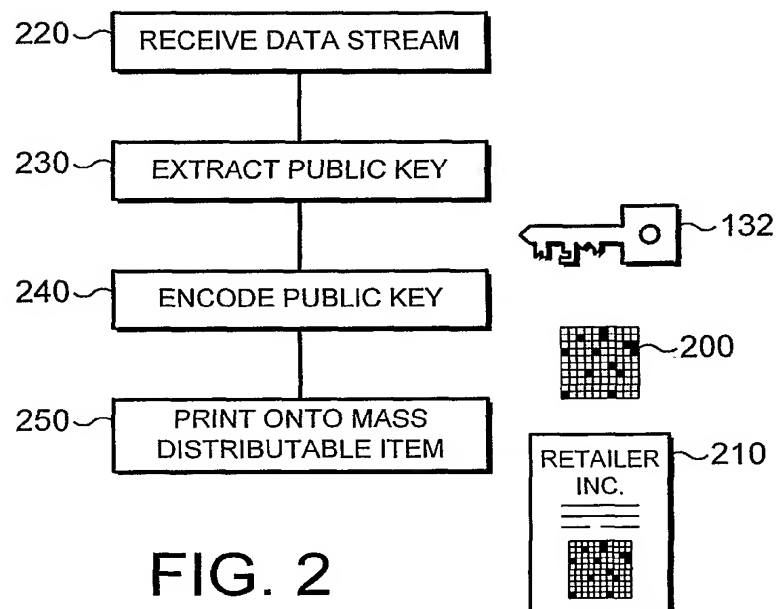 220
RECEIVE DATA STREAM
230
EXTRACT PUBLIC KEY
132
240
ENCODE PUBLIC KEY
200
250
PRINT ONTO MASS
DISTRIBUTABLE ITEM
RETAILER
INC.
210
FIG. 2